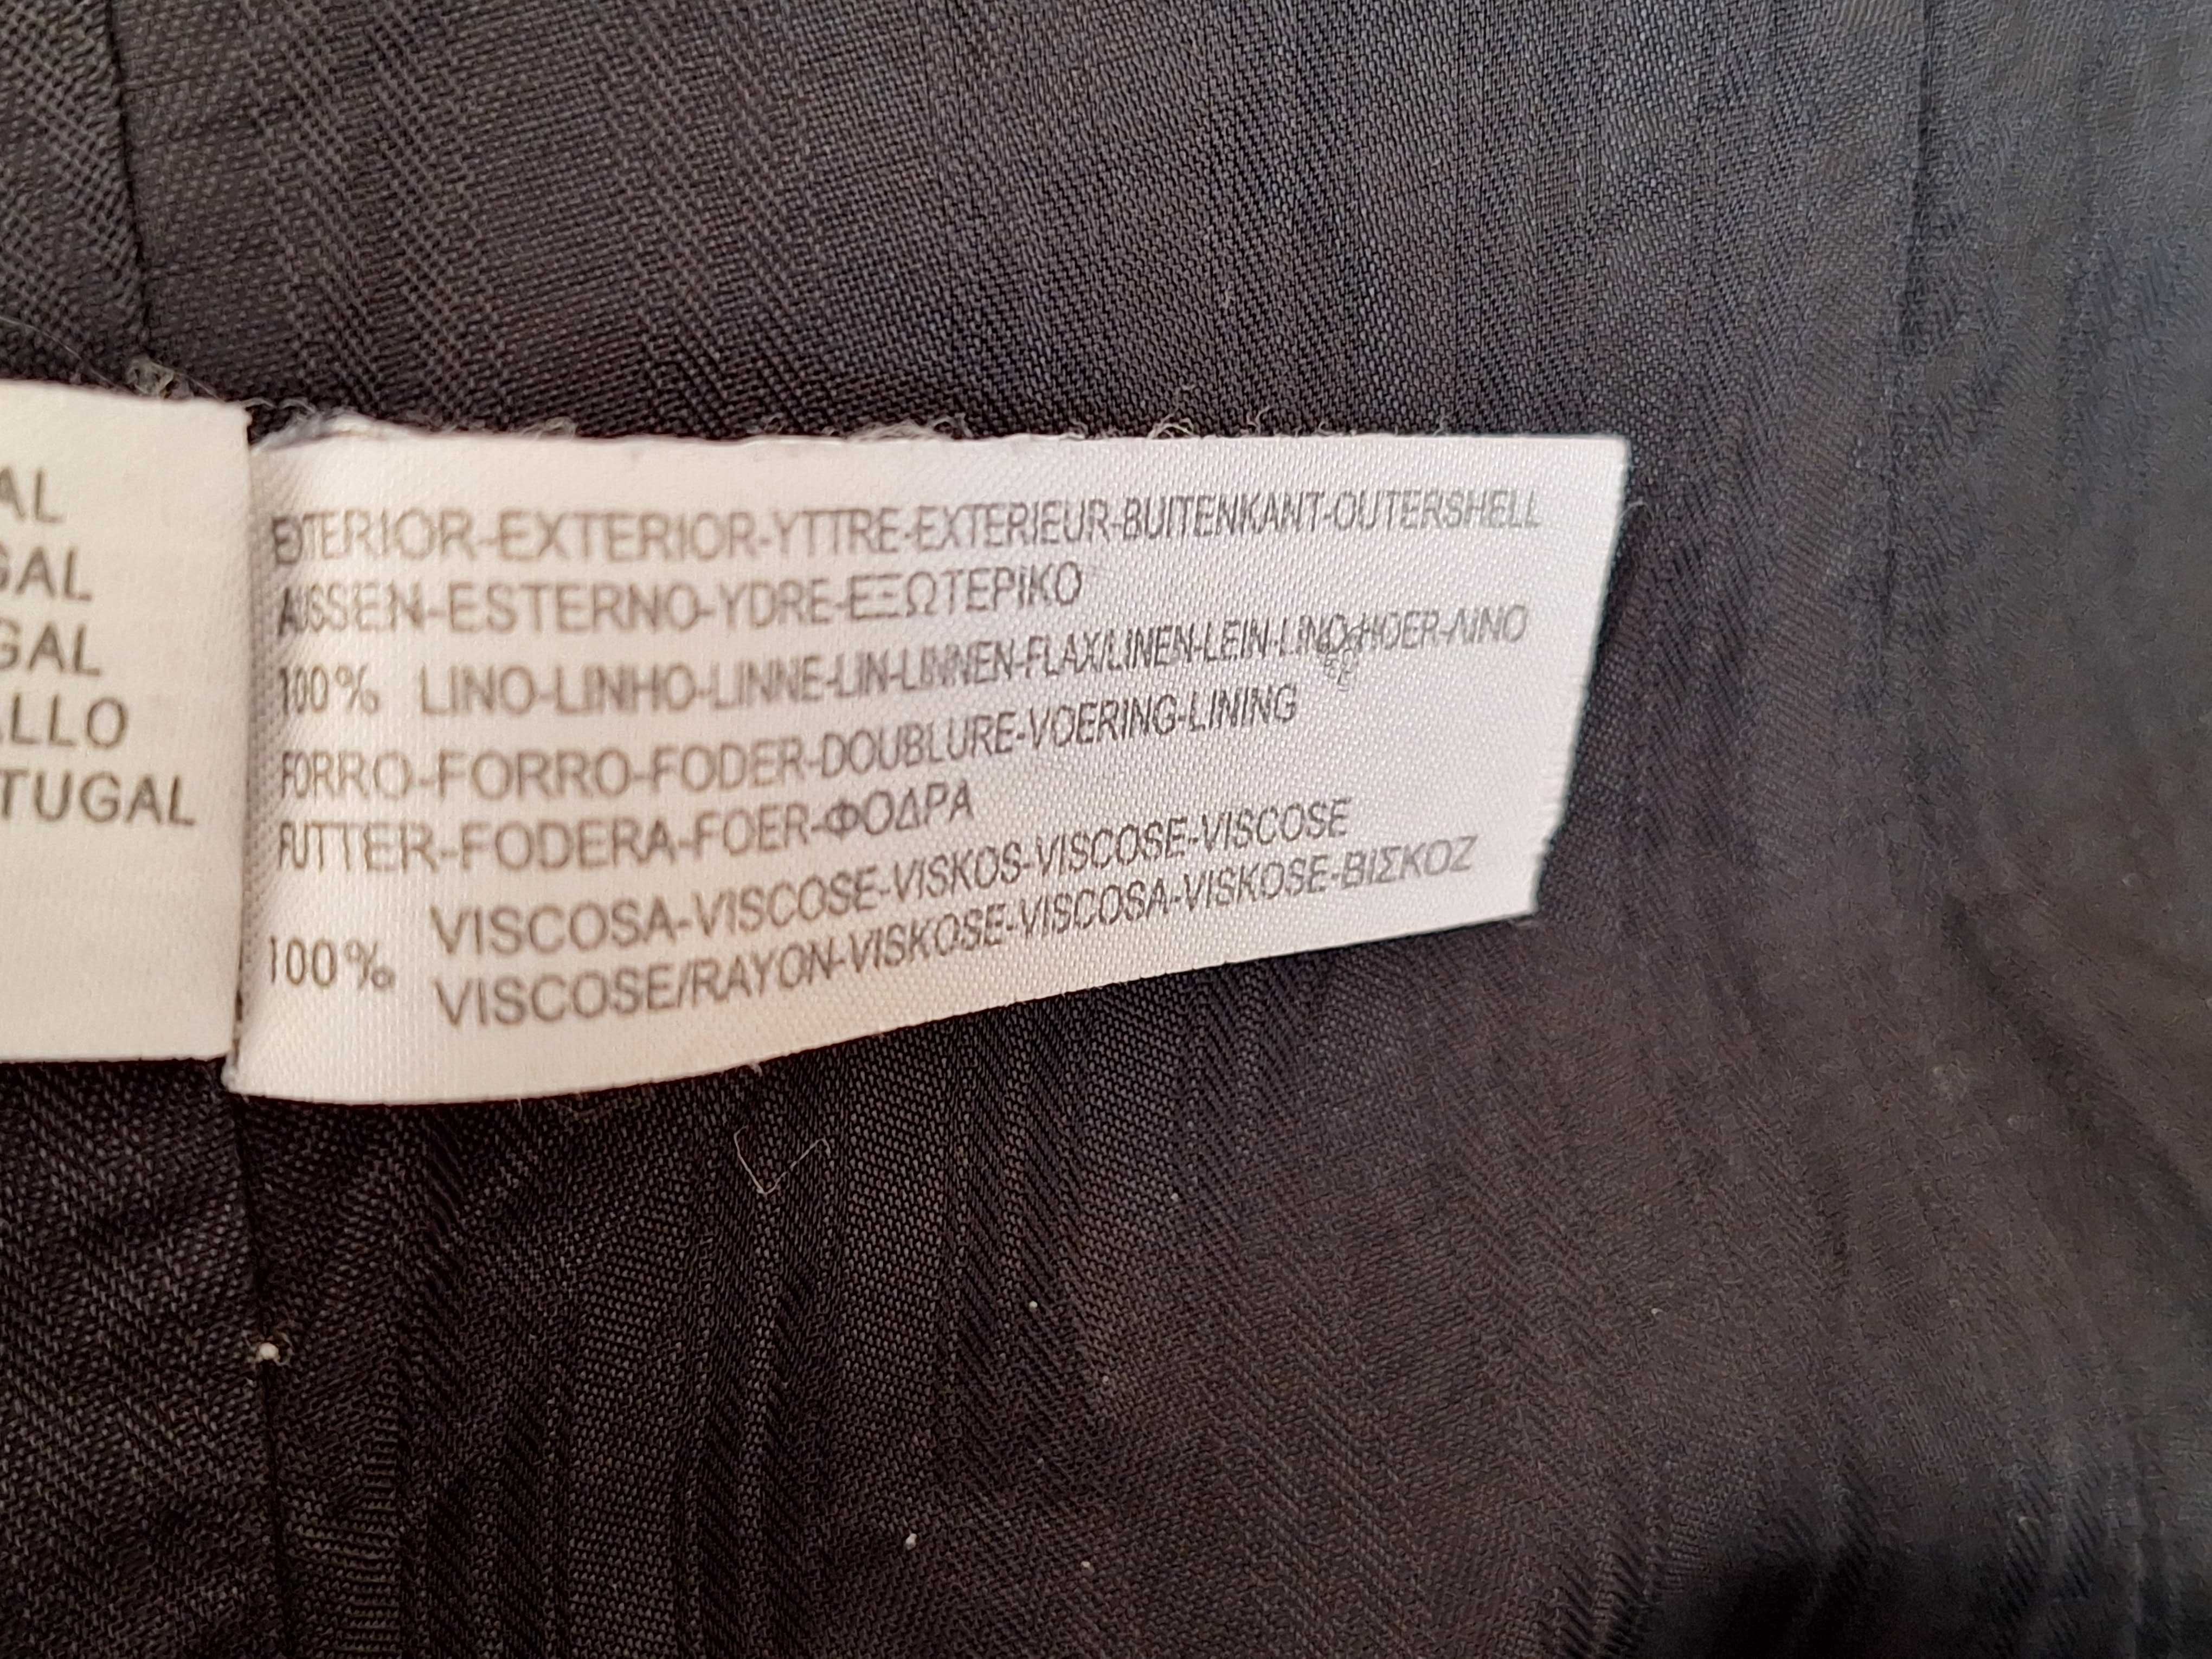 AL
GAL
GAL
ALLO
TUGAL
EXTERIOR-EXTERIOR-YTTRE-EXTERIEUR-BUITENKANT-OUTERSHELL
AUSSEN-ESTERNO-YDRE-ΕΞΩΤΕΡΙΚΟ
100% LINO-LINHO-LINNE-LIN-LINNEN-FLAX/LINEN-LEIN-LINO-HOER-ΛΙΝΟ
FORRO-FORRO-FODER-DOUBLURE-VOERING-LINING
FUTTER-FODERA-FOER-ΦΟΔΡΑ
100% VISCOSA-VISCOSE-VISKOS-VISCOSE-VISCOSE
VISCOSE/RAYON-VISKOSE-VISCOSA-VISKOSE-ΒΙΣΚΟΖ